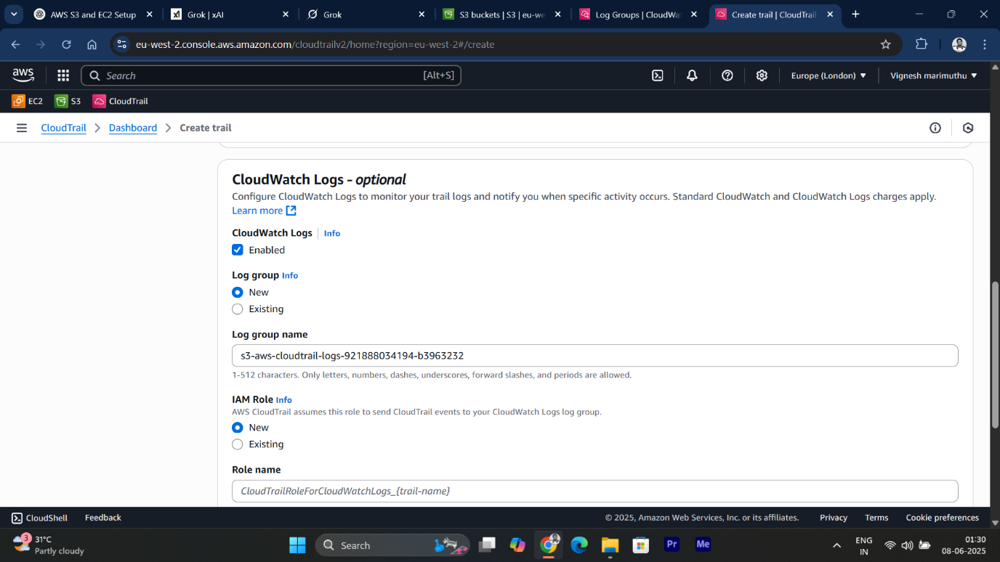 AWS S3 and EC2 Setup
Grok | xAI
Grok
S3 buckets | S3 | eu-we
Log Groups | CloudWa
Create trail | CloudTrail
eu-west-2.console.aws.amazon.com/cloudtrailv2/home?region=eu-west-2#/create
aws
Search
[Alt+S]
Europe (London)
Vignesh marimuthu
EC2
S3
CloudTrail
CloudTrail
Dashboard
Create trail
CloudWatch Logs - optional
Configure CloudWatch Logs to monitor your trail logs and notify you when specific activity occurs. Standard CloudWatch and CloudWatch Logs charges apply.
Learn more
CloudWatch Logs
Info
Enabled
Log group Info
New
Existing
Log group name
s3-aws-cloudtrail-logs-921888034194-b3963232
1-512 characters. Only letters, numbers, dashes, underscores, forward slashes, and periods are allowed.
IAM Role Info
AWS CloudTrail assumes this role to send CloudTrail events to your CloudWatch Logs log group.
New
Existing
Role name
CloudTrailRoleForCloudWatchLogs_{trail-name}
CloudShell
Feedback
© 2025, Amazon Web Services, Inc. or its affiliates.
Privacy
Terms
Cookie preferences
3
31°C
Partly cloudy
Search
Pr
Me
ENG
IN
01:30
08-06-2025